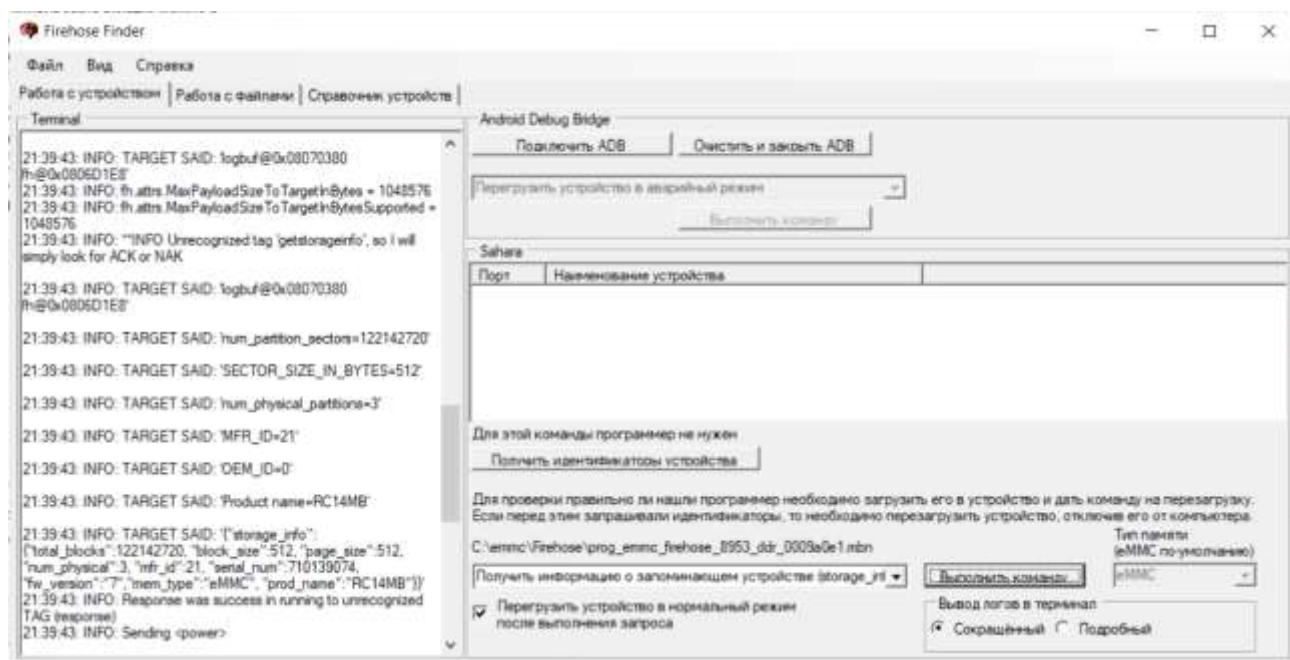 Firehose Finder
Файл Вид Справка
Работа с устройством Работа с файлами Справочник устройств
Terminal
21:39:43: INFO: TARGET SAID: 'logbuf@0x08070380
fh@0x0806D1E8'
21:39:43: INFO: fh.attrs.MaxPayloadSizeToTargetInBytes = 1048576
21:39:43: INFO: fh.attrs.MaxPayloadSizeToTargetInBytesSupported =
1048576
21:39:43: INFO: "INFO Unrecognized tag 'getstorageinfo', so I will
simply look for ACK or NAK
21:39:43: INFO: TARGET SAID: 'logbuf@0x08070380
fh@0x0806D1E8'
21:39:43: INFO: TARGET SAID: 'num_partition_sectors=122142720'
21:39:43: INFO: TARGET SAID: 'SECTOR_SIZE_IN_BYTES=512'
21:39:43: INFO: TARGET SAID: 'num_physical_partitions=3'
21:39:43: INFO: TARGET SAID: 'MFR_ID=21'
21:39:43: INFO: TARGET SAID: 'OEM_ID=0'
21:39:43: INFO: TARGET SAID: 'Product name=RC14MB'
21:39:43: INFO: TARGET SAID: '{"storage_info":
{"total_blocks":122142720, "block_size":512, "page_size":512,
"num_physical":3, "mfr_id":21, "serial_num":710139074,
"fw_version":"7","mem_type":"eMMC", "prod_name":"RC14MB"}}'
21:39:43: INFO: Response was success in running to unrecognized
TAG (response)
21:39:43: INFO: Sending <power>
Android Debug Bridge
Подключить ADB Очистить и закрыть ADB
Перегрузить устройство в аварийный режим
Выполнить команду
Sahara
Порт Наименование устройства
Для этой команды программер не нужен
Получить идентификаторы устройства
Для проверки правильно ли нашли программер необходимо загрузить его в устройство и дать команду на перезагрузку.
Если перед этим запрашивали идентификаторы, то необходимо перезагрузить устройство, отключив его от компьютера.
Тип памяти
(eMMC по умолчанию)
C:\emmc\Firehose\prog_emmc_firehose_8953_ddr_0009a0e1.mbn
Получить информацию о запоминающем устройстве (storage_inf Выполнить команду eMMC
Перегрузить устройство в нормальный режим
после выполнения запроса
Вывод логов в терминал
Сокращённый Подробный